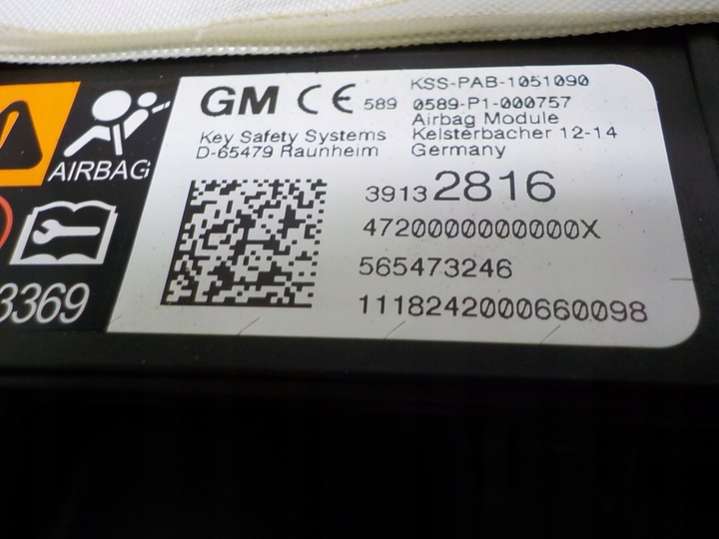 KSS-PAB-1051090
GM CE 589 0589-P1-000757
Airbag Module
Key Safety Systems Kelsterbacher 12-14
D-65479 Raunheim Germany
AIRBAG
39132816
4720000000000X
565473246
3369
1118242000660098